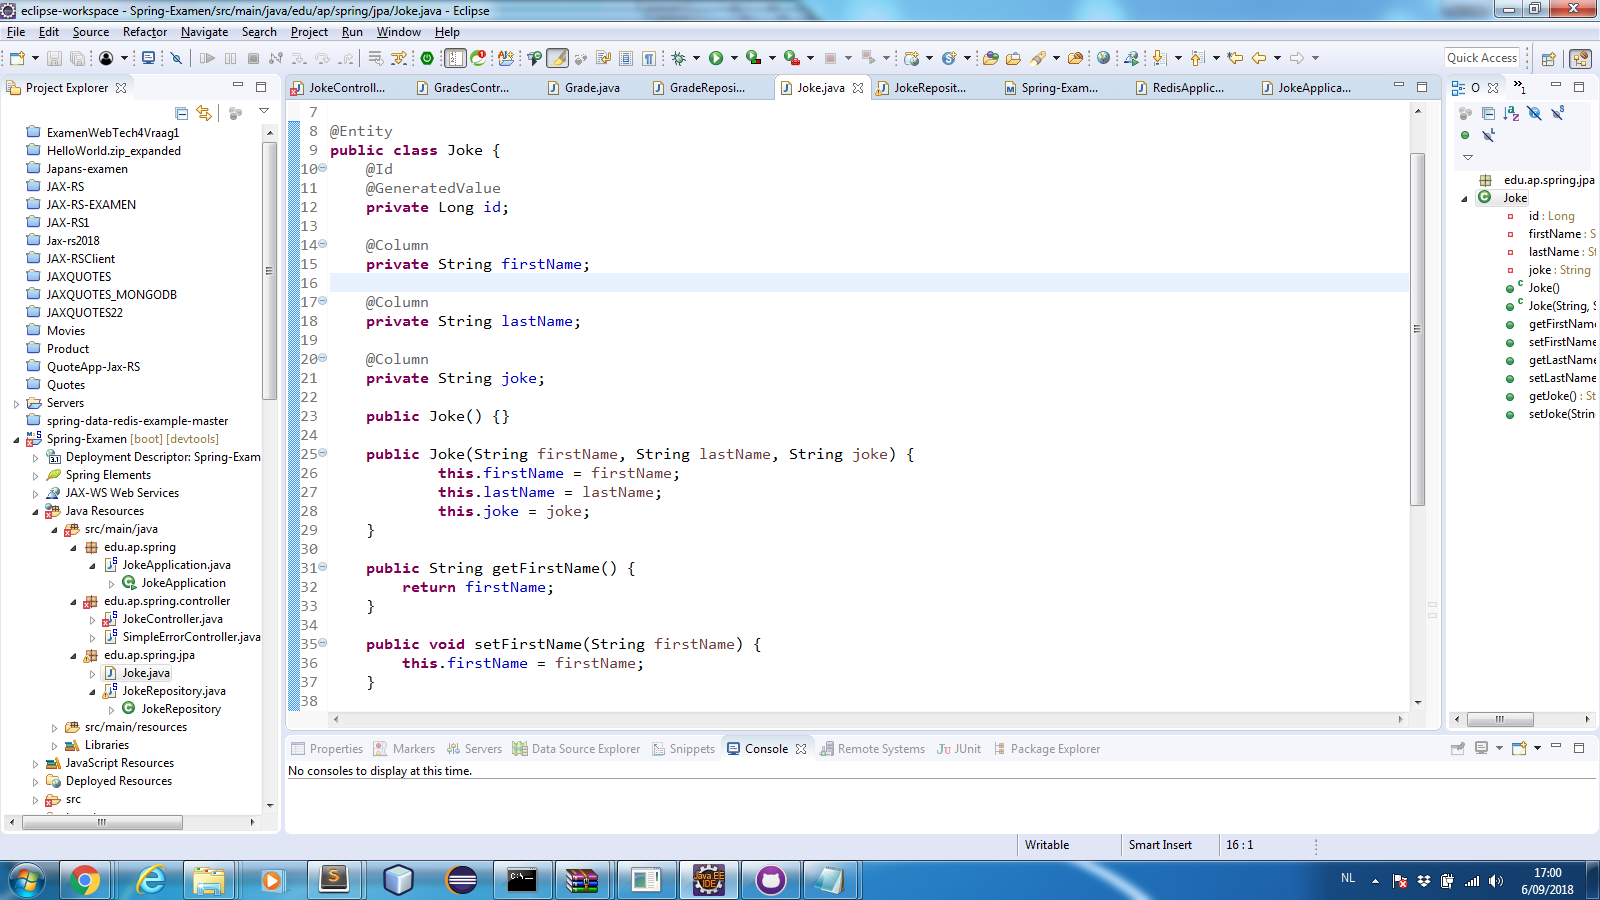 eclipse-workspace - Spring-Examen/src/main/java/edu/ap/spring/jpa/Joke.java - Eclipse
File Edit Source Refactor Navigate Search Project Run Window Help
Quick Access
Project Explorer
ExamenWebTech4Vraag1
HelloWorld.zip_expanded
Japans-examen
JAX-RS
JAX-RS-EXAMEN
JAX-RS1
Jax-rs2018
JAX-RSClient
JAXQUOTES
JAXQUOTES_MONGODB
JAXQUOTES22
Movies
Product
QuoteApp-Jax-RS
Quotes
Servers
spring-data-redis-example-master
Spring-Examen [boot] [devtools]
Deployment Descriptor: Spring-Exam
Spring Elements
JAX-WS Web Services
Java Resources
src/main/java
edu.ap.spring
JokeApplication.java
JokeApplication
edu.ap.spring.controller
JokeController.java
SimpleErrorController.java
edu.ap.spring.jpa
Joke.java
JokeRepository.java
JokeRepository
src/main/resources
Libraries
JavaScript Resources
Deployed Resources
src
JokeControll... GradesContr... Grade.java GradeReposi... Joke.java JokeReposit... Spring-Exam... RedisApplic... JokeApplica...
7
8 @Entity
9 public class Joke {
10 @Id
11 @GeneratedValue
12 private Long id;
13
14 @Column
15 private String firstName;
16
17 @Column
18 private String lastName;
19
20 @Column
21 private String joke;
22
23 public Joke() {}
24
25 public Joke(String firstName, String lastName, String joke) {
26 this.firstName = firstName;
27 this.lastName = lastName;
28 this.joke = joke;
29 }
30
31 public String getFirstName() {
32 return firstName;
33 }
34
35 public void setFirstName(String firstName) {
36 this.firstName = firstName;
37 }
38
O
edu.ap.spring.jpa
Joke
id : Long
firstName : S
lastName : St
joke : String
Joke()
Joke(String, S
getFirstName
setFirstName
getLastName
setLastName
getJoke() : St
setJoke(Strin
Properties Markers Servers Data Source Explorer Snippets Console Remote Systems JUnit Package Explorer
No consoles to display at this time.
Writable Smart Insert 16 : 1
NL
17:00
6/09/2018